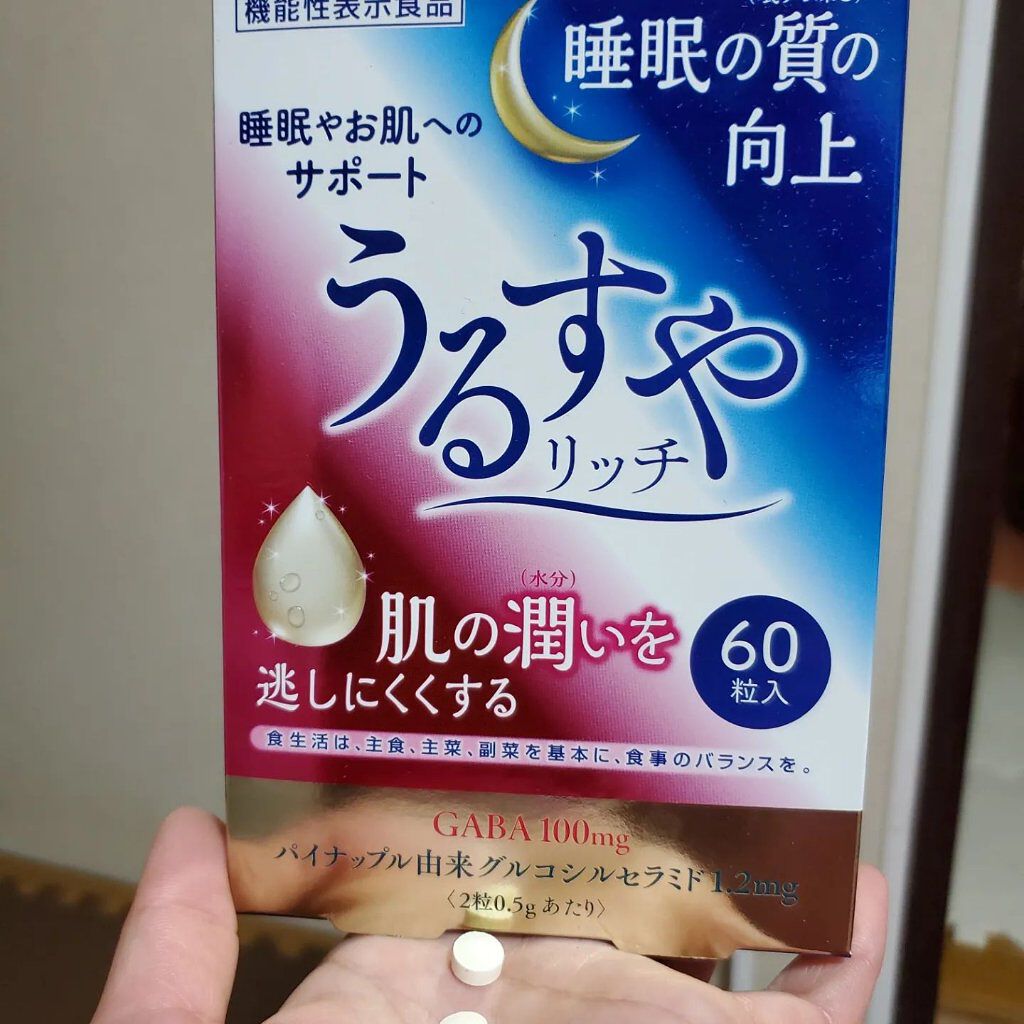 機能性表示食品
睡眠の質の
向上
睡眠やお肌への
サポート
うるすや
リッチ
(水分)
肌の潤いを
逃しにくくする
60
粒入
食生活は、主食、主菜、副菜を基本に、食事のバランスを。
GABA 100mg
パイナップル由来グルコシルセラミド1.2mg
〈2粒0.5gあたり〉